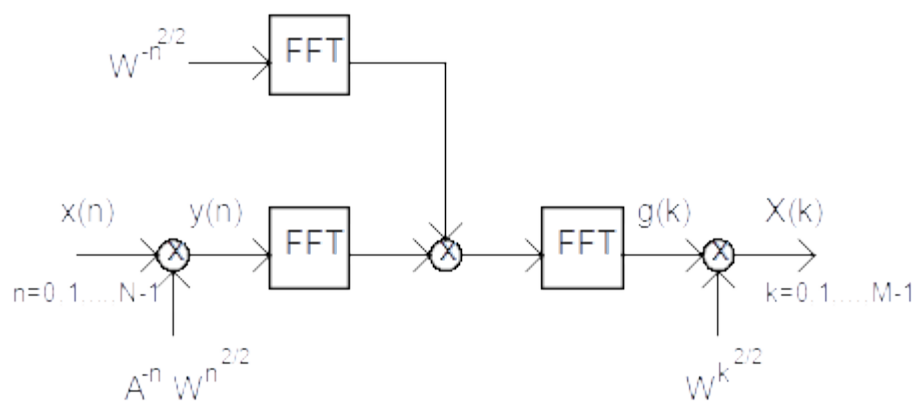 W^-n^2/2
FFT
x(n)
y(n)
FFT
X
X
FFT
g(k)
X
X(k)
n=0.1.....N-1
k=0.1.....M-1
A^-n W^n^2/2
W^k^2/2